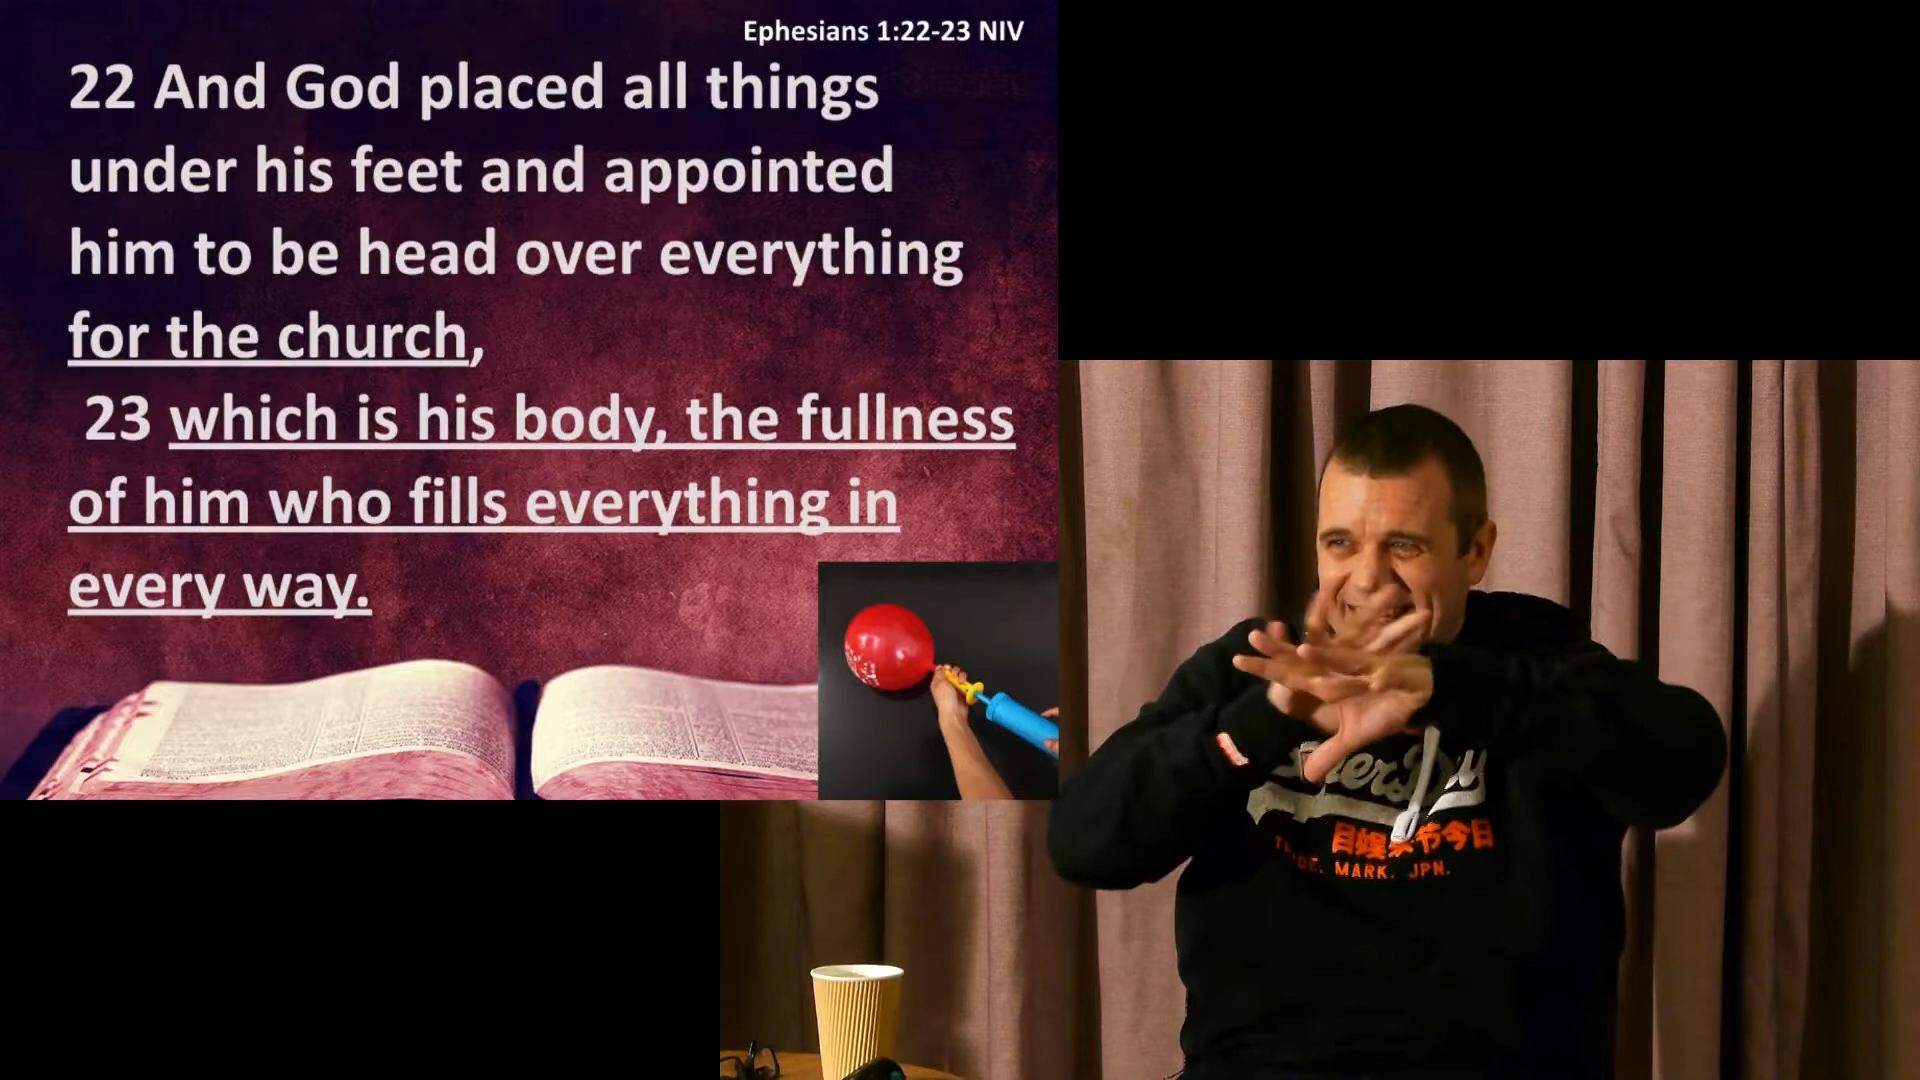 Ephesians 1:22-23 NIV
22 And God placed all things
under his feet and appointed
him to be head over everything
for the church,
23 which is his body, the fullness
of him who fills everything in
every way.
MARK. JPN.